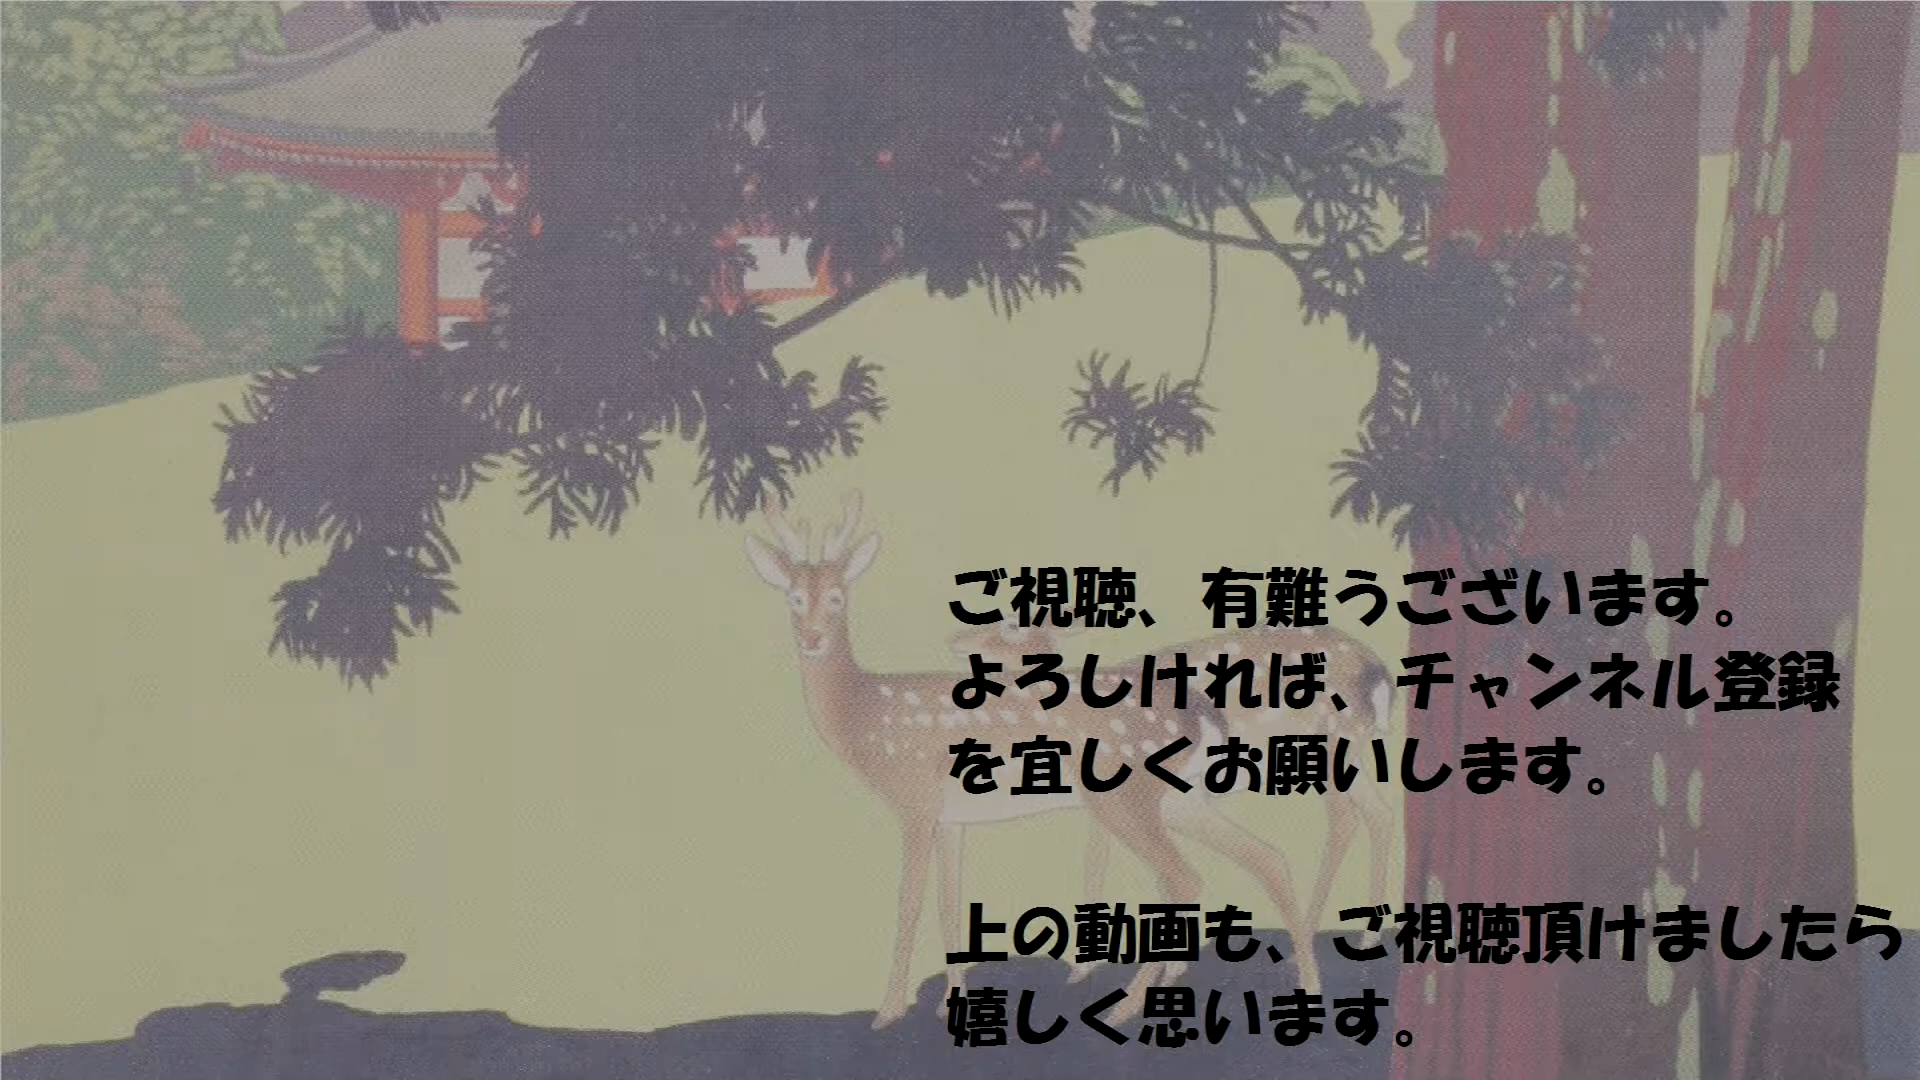 ご視聴、有難うございます。
よろしければ、チャンネル登録
を宜しくお願いします。
上の動画も、ご視聴頂けましたら
嬉しく思います。